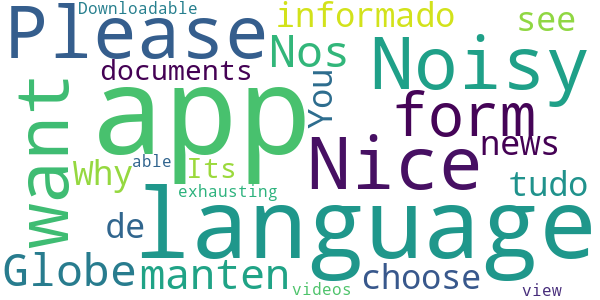 Downloadable
Please
informado
see
Nos
Noisy
documents
app
You
want
form
Nice
news
Why
able
Its
exhausting
tudo
language
de
Globe
manten
choose
videos
view